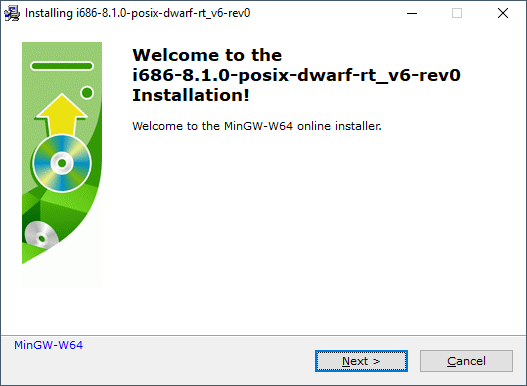 Installing i686-8.1.0-posix-dwarf-rt_v6-rev0
Welcome to the
i686-8.1.0-posix-dwarf-rt_v6-rev0
Installation!
Welcome to the MinGW-W64 online installer.
MinGW-W64
Next >
Cancel